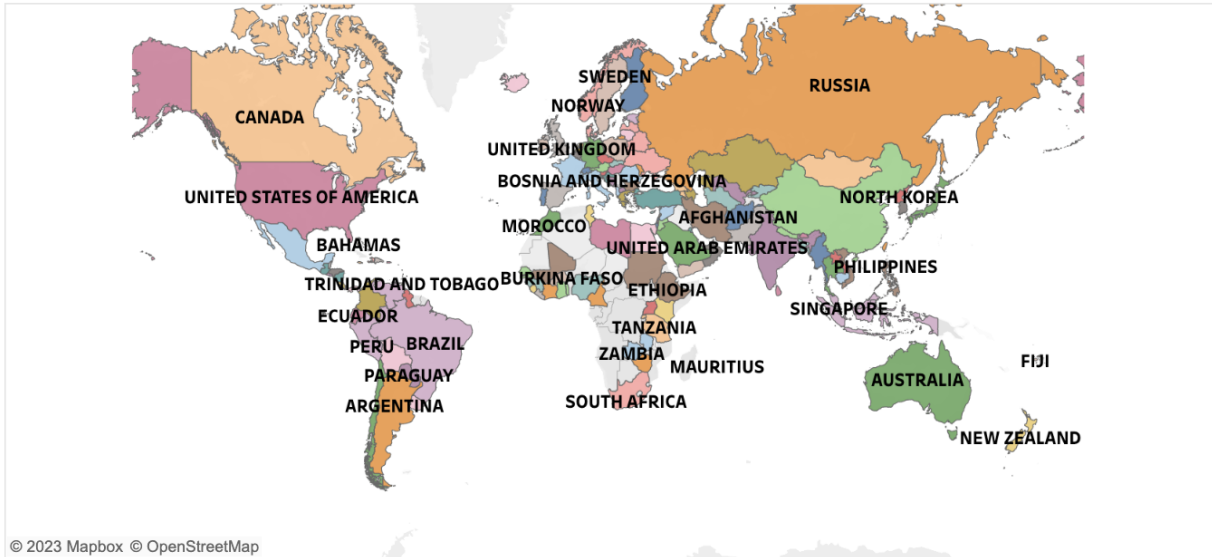 SWEDEN
RUSSIA
NORWAY
CANADA
UNITED KINGDOM
BOSNIA AND HERZEGOVINA
UNITED STATES OF AMERICA
NORTH KOREA
AFGHANISTAN
MOROCCO
BAHAMAS
UNITED ARAB EMIRATES
PHILIPPINES
BURKINA FASO
TRINIDAD AND TOBAGO
ETHIOPIA
SINGAPORE
ECUADOR
TANZANIA
PERU
BRAZIL
ZAMBIA
FIJI
MAURITIUS
PARAGUAY
AUSTRALIA
SOUTH AFRICA
ARGENTINA
NEW ZEALAND
© 2023 Mapbox © OpenStreetMap